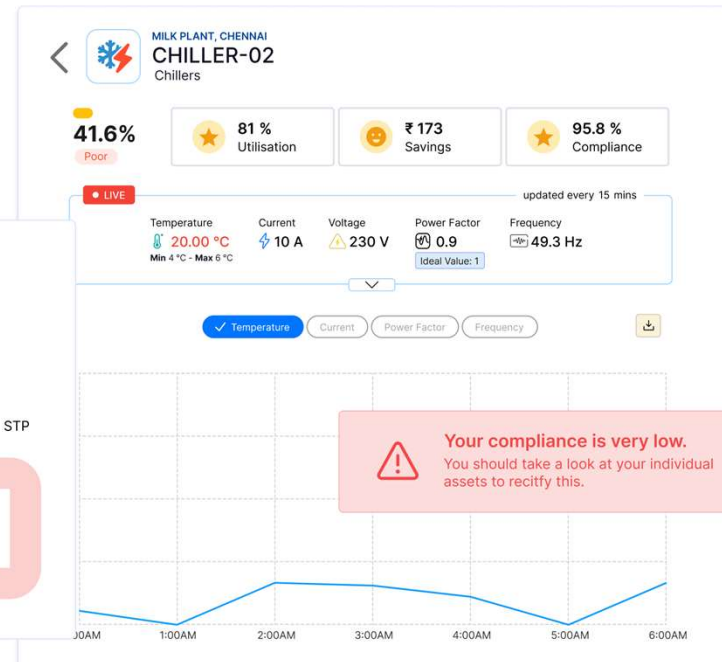 MILK PLANT, CHENNAI
CHILLER-02
Chillers
41.6%
Poor
81 %
Utilisation
₹ 173
Savings
95.8 %
Compliance
LIVE
updated every 15 mins
Temperature
20.00 °C
Min 4 °C - Max 6 °C
Current
10 A
Voltage
230 V
Power Factor
0.9
Ideal Value: 1
Frequency
49.3 Hz
Temperature
Current
Power Factor
Frequency
STP
Your compliance is very low.
You should take a look at your individual
assets to recitfy this.
1:00AM
2:00AM
3:00AM
4:00AM
5:00AM
6:00AM